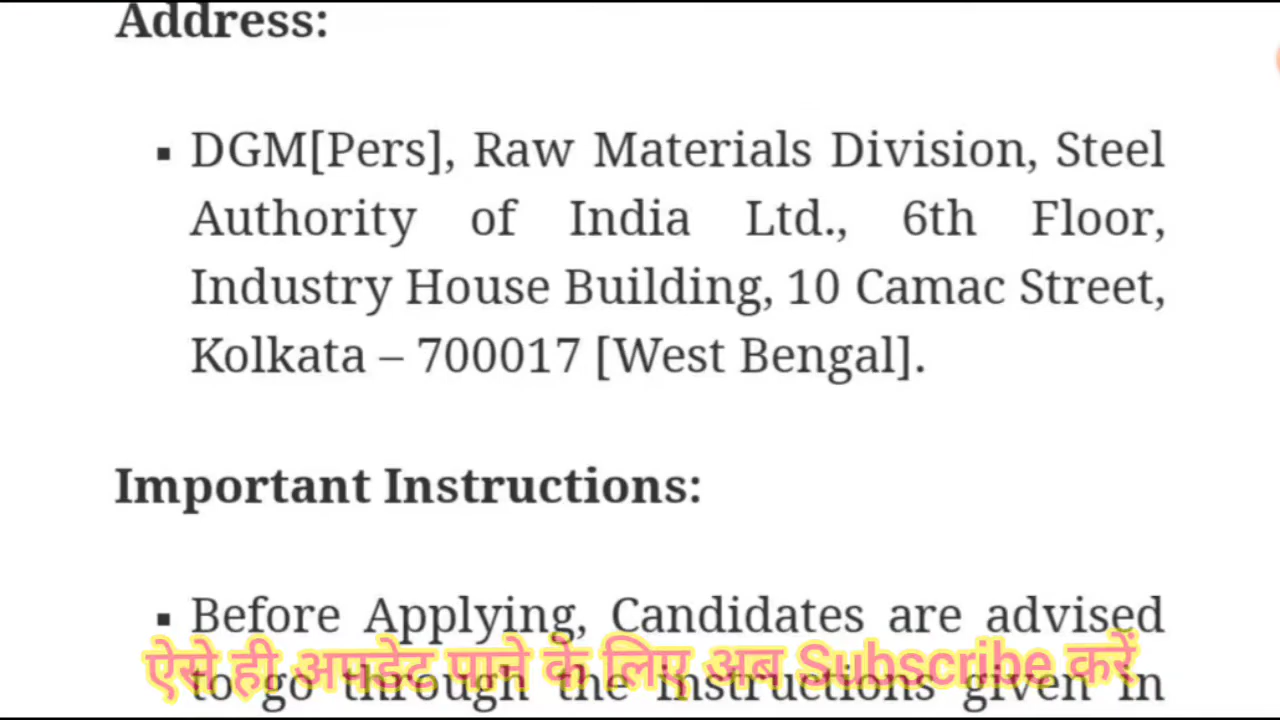 Address:
▪ DGM[Pers], Raw Materials Division, Steel
Authority of India Ltd., 6th Floor,
Industry House Building, 10 Camac Street,
Kolkata – 700017 [West Bengal].
Important Instructions:
▪ Before Applying, Candidates are advised
to go through the instructions given in
ऐसे ही अपडेट पाने के लिए अब Subscribe करें